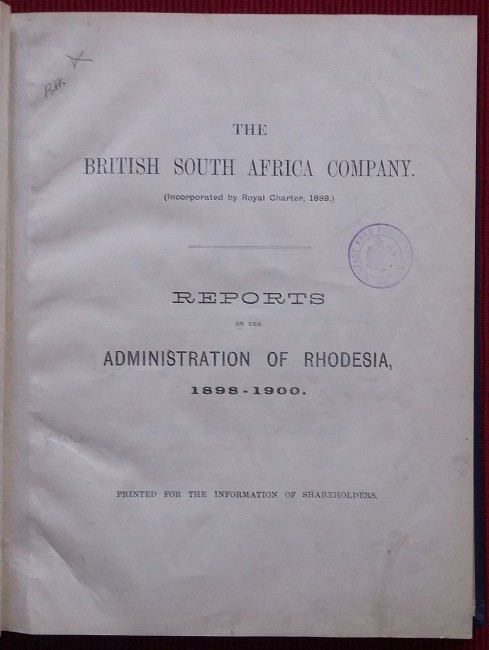 THE
BRITISH SOUTH AFRICA COMPANY.
(Incorporated by Royal Charter, 1889.)
REPORTS
ON THE
ADMINISTRATION OF RHODESIA,
1898-1900.
PRINTED FOR THE INFORMATION OF SHAREHOLDERS.